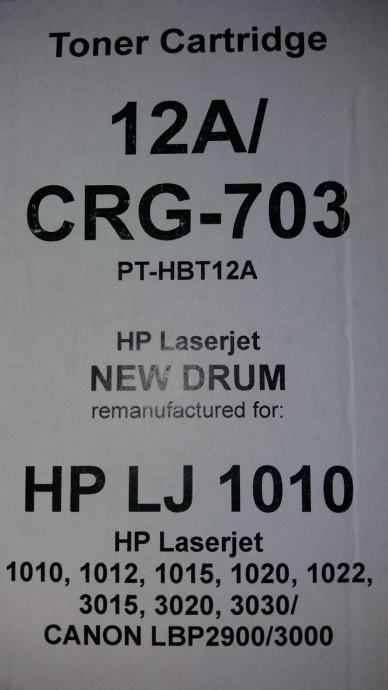 Toner Cartridge
12A/
CRG-703
PT-HBT12A
HP Laserjet
NEW DRUM
remanufactured for:
HP LJ 1010
HP Laserjet
1010, 1012, 1015, 1020, 1022,
3015, 3020, 3030/
CANON LBP2900/3000